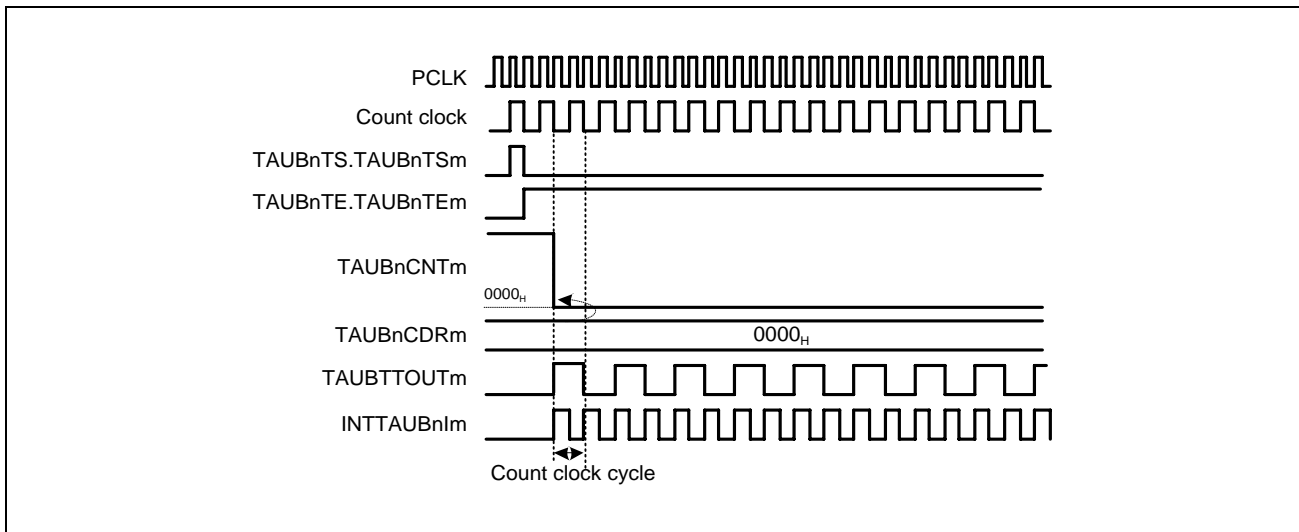 PCLK
Count clock
TAUBnTS.TAUBnTSm
TAUBnTE.TAUBnTEm
TAUBnCNTm
0000H
TAUBnCDRm
0000H
TAUBTTOUTm
INTTAUBnIm
Count clock cycle